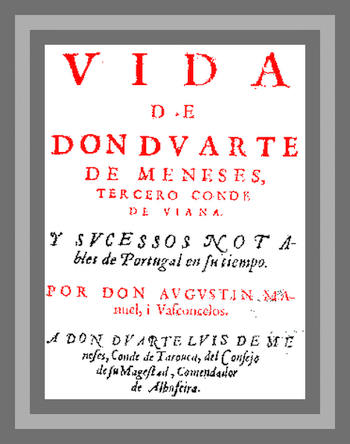 VIDA
DE
DON DVARTE
DE MENESES,
TERCERO CONDE
DE VIANA.
Y SVCESSOS NOTA-
bles de Portugal en ſu tiempo.
POR DON AVGVSTIN MA-
nuel, i Vaſconcelos.
A DON DVARTE LVIS DE ME
neſes, Conde de Tarouca, del Conſejo
de ſu Mageſtad, Comendador
de Albuſeira.